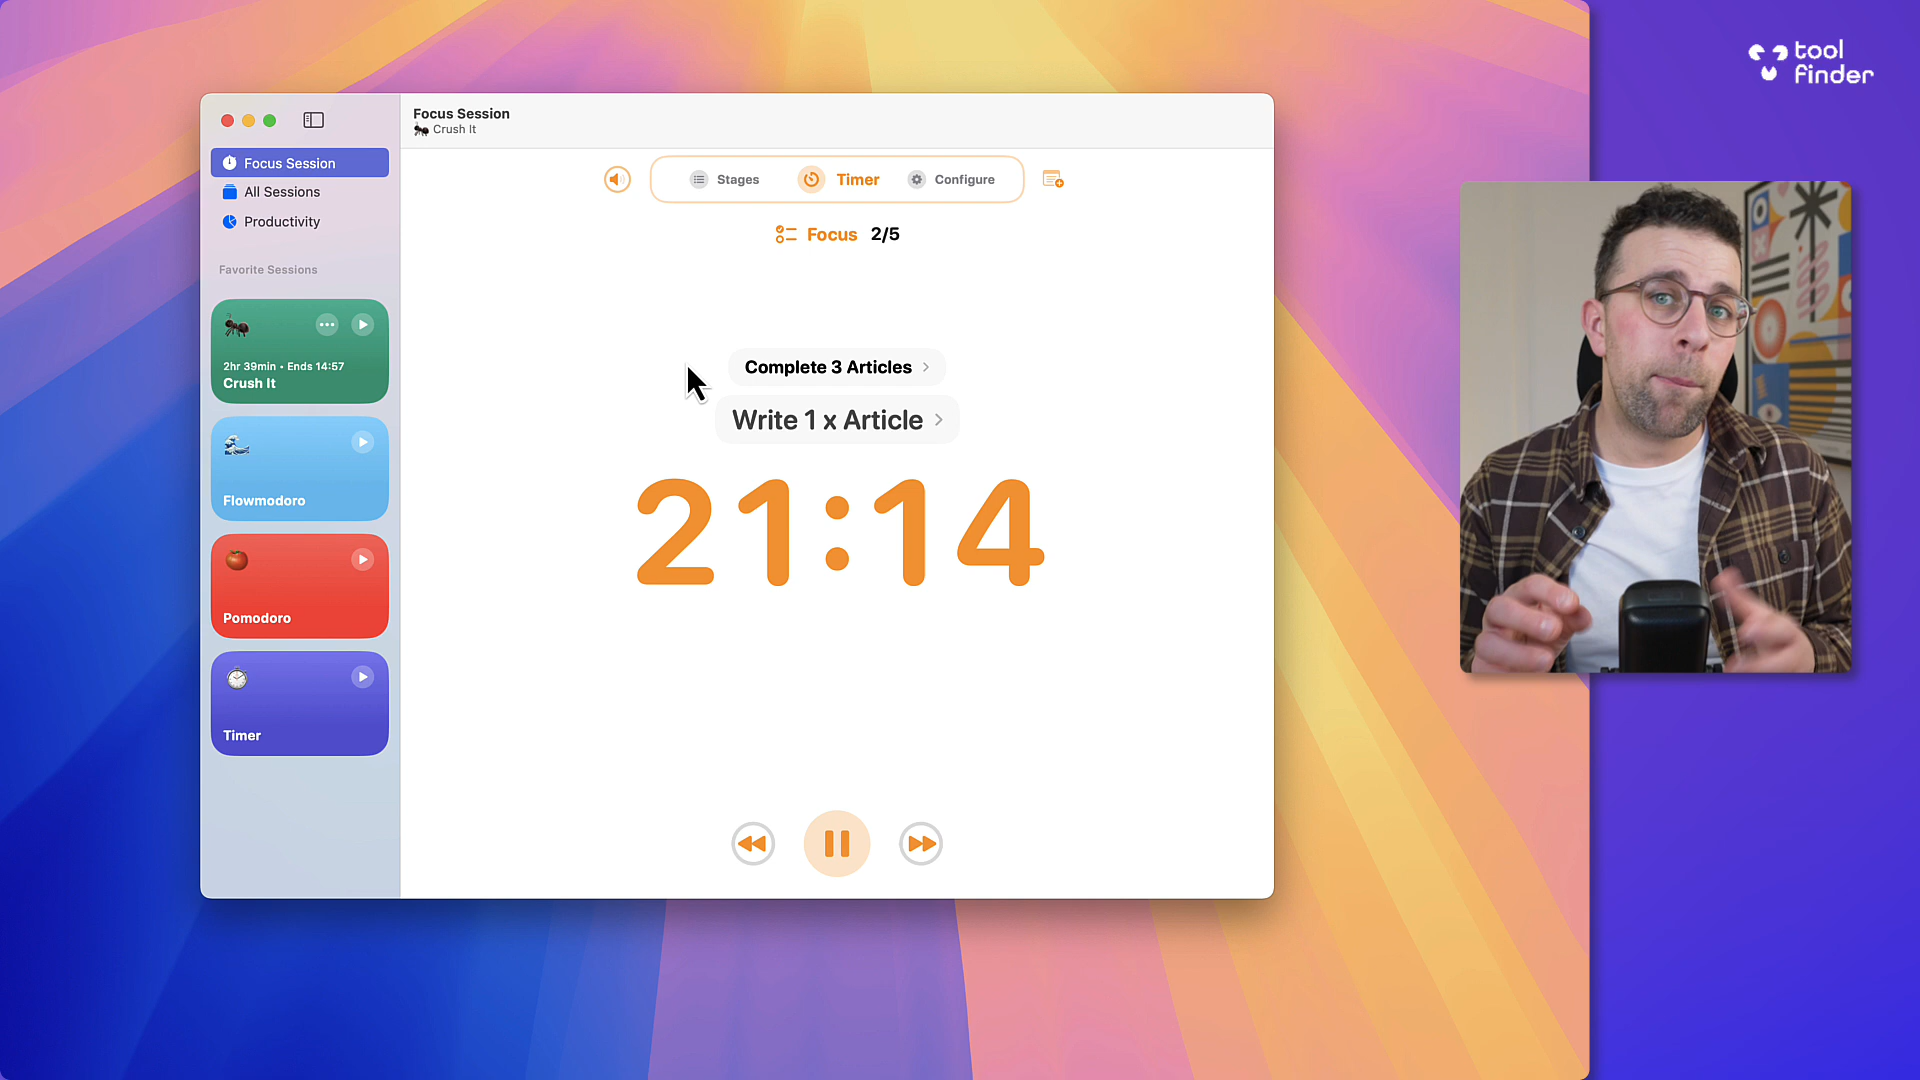 tool
finder
Focus Session
Crush It
Focus Session
All Sessions
Productivity
Favorite Sessions
2hr 39min • Ends 14:57
Crush It
Flowmodoro
Pomodoro
Timer
Stages
Timer
Configure
Focus 2/5
Complete 3 Articles
Write 1 x Article
21:14